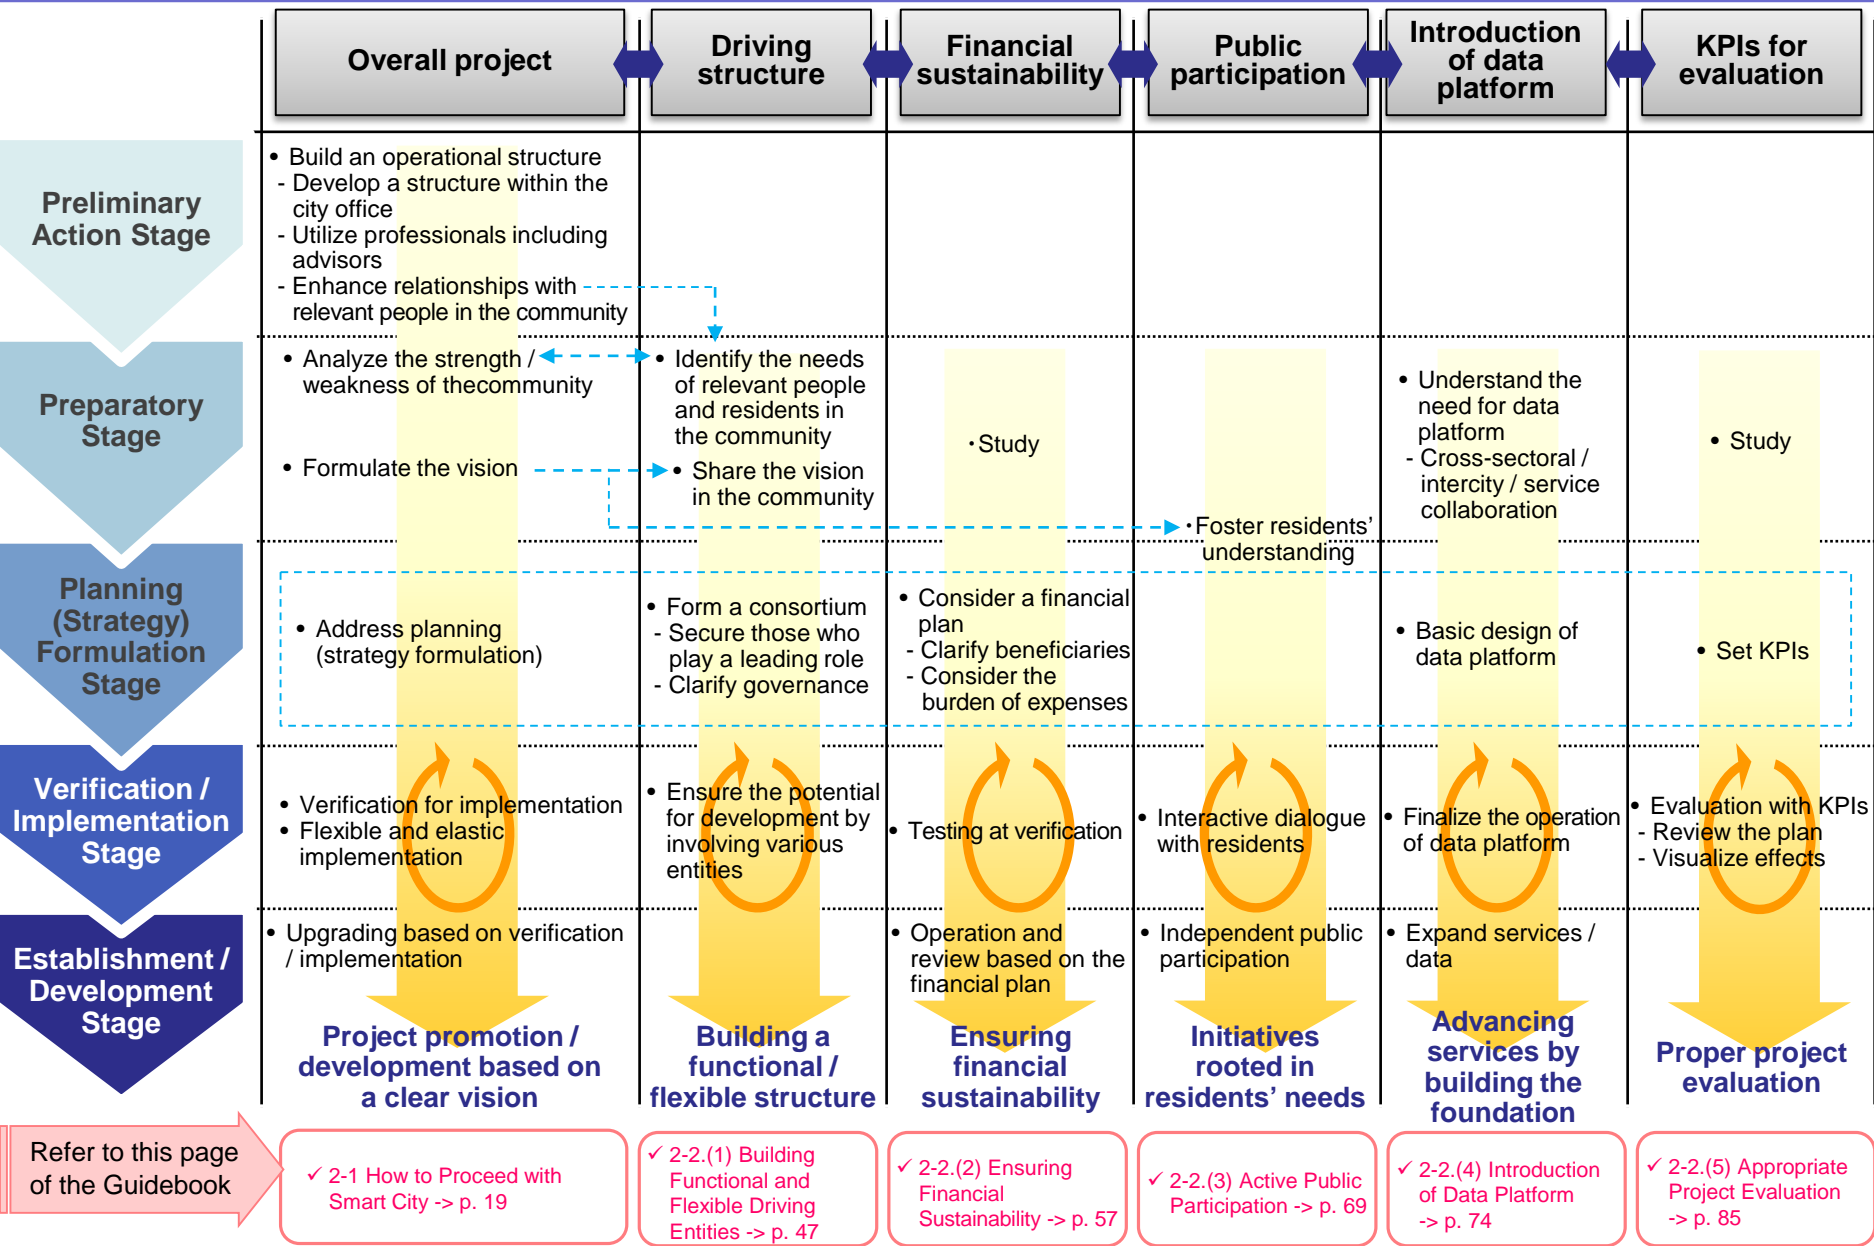 Overall project
Driving
structure
Financial
sustainability
Public
participation
Introduction
of data
platform
KPIs for
evaluation
Preliminary
Action Stage
• Build an operational structure
- Develop a structure within the
city office
- Utilize professionals including
advisors
- Enhance relationships with
relevant people in the community
Preparatory
Stage
• Analyze the strength /
weakness of thecommunity
• Formulate the vision
• Identify the needs
of relevant people
and residents in
the community
• Share the vision
in the community
・Study
・Foster residents’
understanding
• Understand the
need for data
platform
- Cross-sectoral /
intercity / service
collaboration
• Study
Planning
(Strategy)
Formulation
Stage
• Address planning
(strategy formulation)
• Form a consortium
- Secure those who
play a leading role
- Clarify governance
• Consider a financial
plan
- Clarify beneficiaries
- Consider the
burden of expenses
• Basic design of
data platform
• Set KPIs
Verification /
Implementation
Stage
• Verification for implementation
• Flexible and elastic
implementation
• Ensure the potential
for development by
involving various
entities
• Testing at verification
• Interactive dialogue
with residents
• Finalize the operation
of data platform
• Evaluation with KPIs
- Review the plan
- Visualize effects
Establishment /
Development
Stage
• Upgrading based on verification
/ implementation
• Operation and
review based on the
financial plan
• Independent public
participation
• Expand services /
data
Project promotion /
development based on
a clear vision
Building a
functional /
flexible structure
Ensuring
financial
sustainability
Initiatives
rooted in
residents’ needs
Advancing
services by
building the
foundation
Proper project
evaluation
Refer to this page
of the Guidebook
✓ 2-1 How to Proceed with
Smart City -> p. 19
✓ 2-2.(1) Building
Functional and
Flexible Driving
Entities -> p. 47
✓ 2-2.(2) Ensuring
Financial
Sustainability -> p. 57
✓ 2-2.(3) Active Public
Participation -> p. 69
✓ 2-2.(4) Introduction
of Data Platform
-> p. 74
✓ 2-2.(5) Appropriate
Project Evaluation
-> p. 85